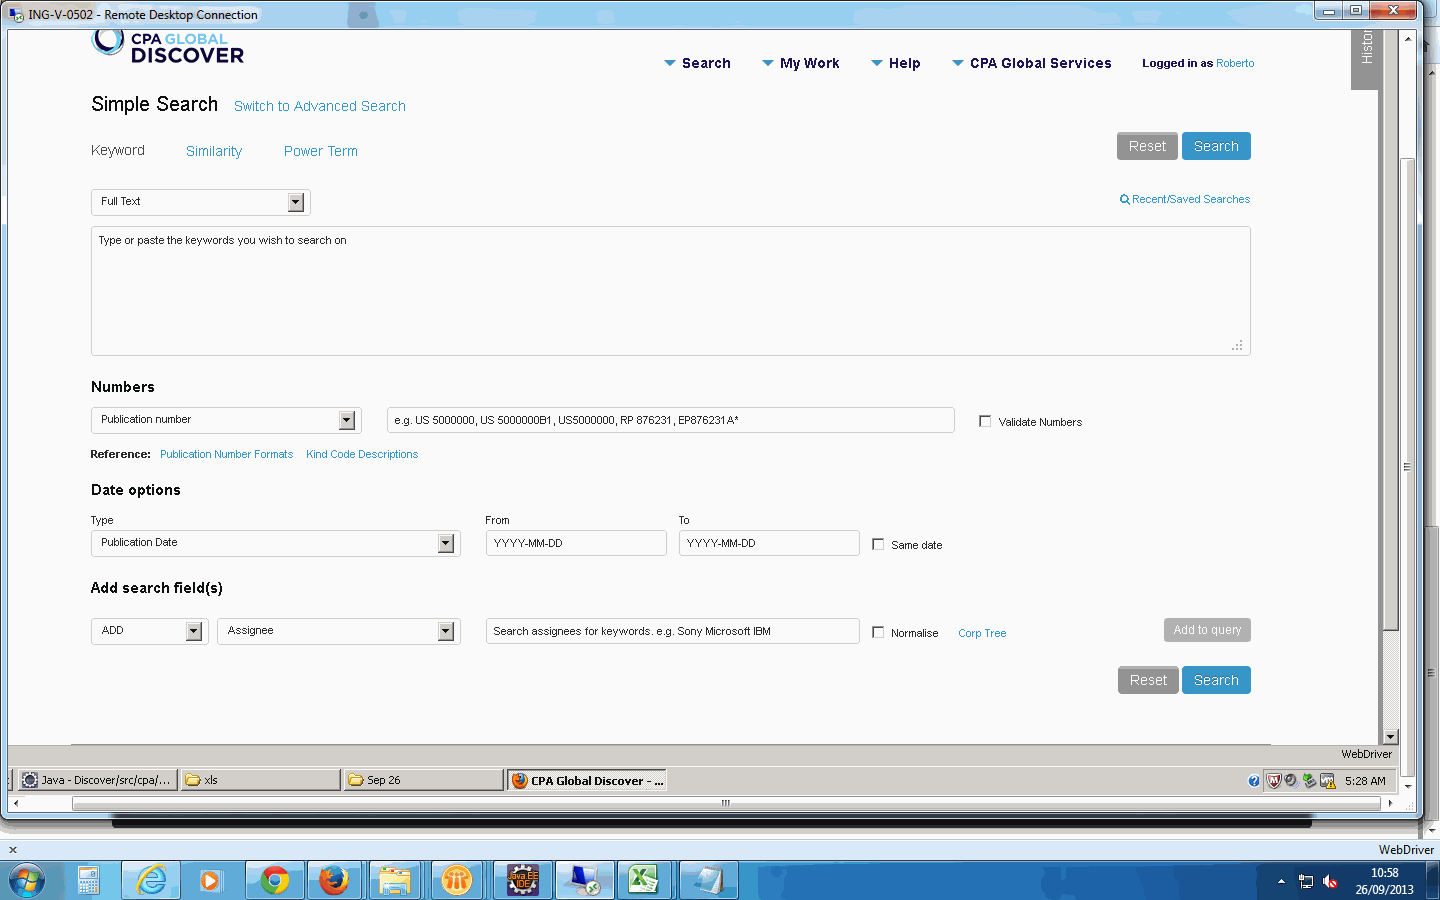 ING-V-0502 - Remote Desktop Connection
CPA GLOBAL
DISCOVER
Search
My Work
Help
CPA Global Services
Logged in as Roberto
Simple Search
Switch to Advanced Search
Keyword
Similarity
Power Term
Reset
Search
Full Text
Recent/Saved Searches
Type or paste the keywords you wish to search on
Numbers
Publication number
e.g. US 5000000, US 5000000B1, US5000000, RP 876231, EP876231A*
Validate Numbers
Reference: Publication Number Formats Kind Code Descriptions
Date options
Type
From
To
Publication Date
YYYY-MM-DD
YYYY-MM-DD
Same date
Add search field(s)
ADD
Assignee
Search assignees for keywords. e.g. Sony Microsoft IBM
Normalise
Corp Tree
Add to query
Reset
Search
WebDriver
Java - Discover/src/cpa/...
xls
Sep 26
CPA Global Discover - ...
5:28 AM
WebDriver
Java EE
IDE
10:58
26/09/2013